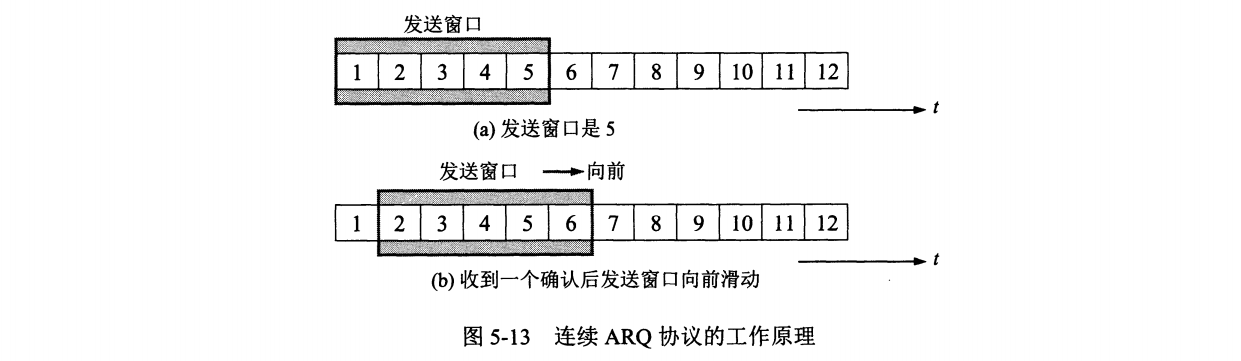 发送窗口
1 2 3 4 5 6 7 8 9 10 11 12
t
(a) 发送窗口是 5
发送窗口 向前
1 2 3 4 5 6 7 8 9 10 11 12
t
(b) 收到一个确认后发送窗口向前滑动
图 5-13 连续 ARQ 协议的工作原理